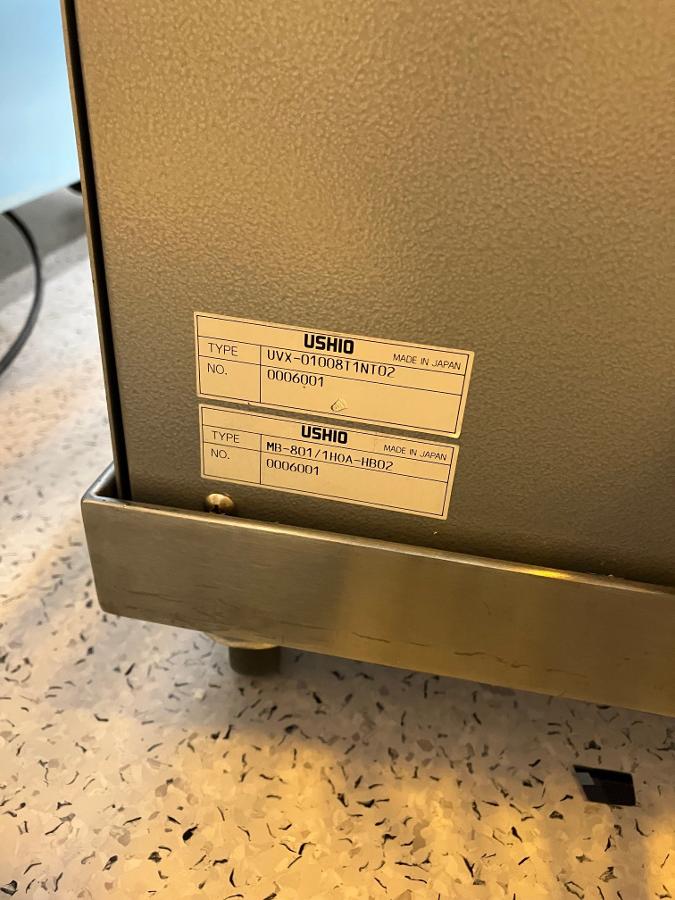 USHIO
TYPE UVX-01008T1NT02 MADE IN JAPAN
NO. 0006001
USHIO
TYPE MB-801/1H0A-HB02 MADE IN JAPAN
NO. 0006001